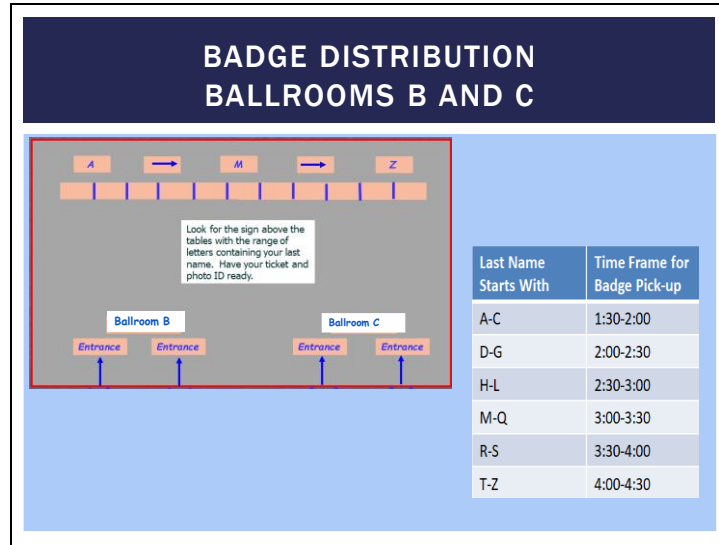 BADGE DISTRIBUTION
BALLROOMS B AND C
A M Z
Look for the sign above the
tables with the range of
letters containing your last
name. Have your ticket and
photo ID ready.
Ballroom B Ballroom C
Entrance Entrance Entrance Entrance
Last Name Starts With Time Frame for Badge Pick-up
A-C 1:30-2:00
D-G 2:00-2:30
H-L 2:30-3:00
M-Q 3:00-3:30
R-S 3:30-4:00
T-Z 4:00-4:30